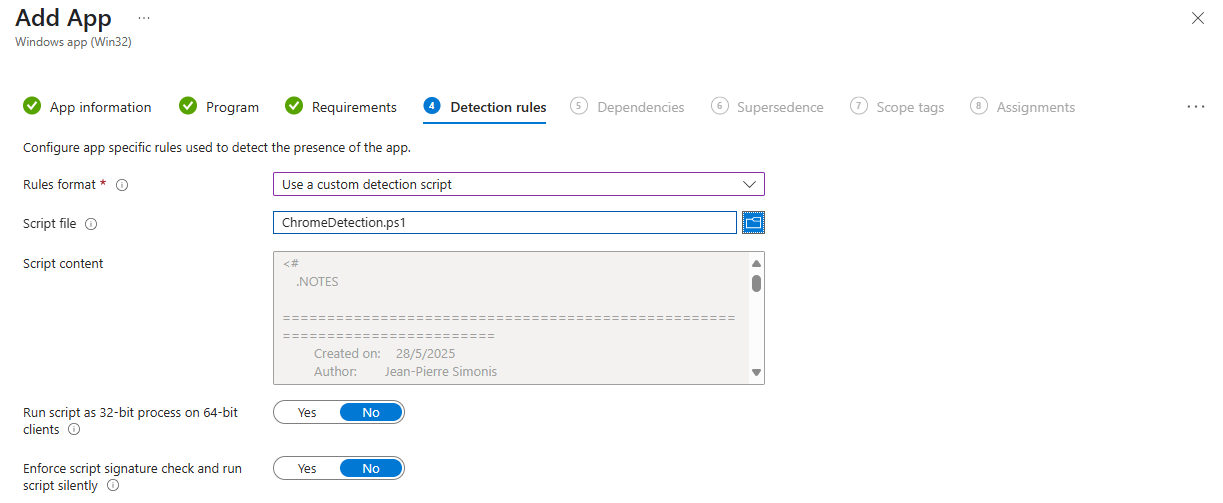 Add App ...
Windows app (Win32)
App information
Program
Requirements
4 Detection rules
5 Dependencies
6 Supersedence
7 Scope tags
8 Assignments
...
Configure app specific rules used to detect the presence of the app.
Rules format *
Use a custom detection script
Script file
ChromeDetection.ps1
Script content
<#
.NOTES
====================================================
========================
Created on: 28/5/2025
Author: Jean-Pierre Simonis
Run script as 32-bit process on 64-bit
clients
Yes No
Enforce script signature check and run
script silently
Yes No